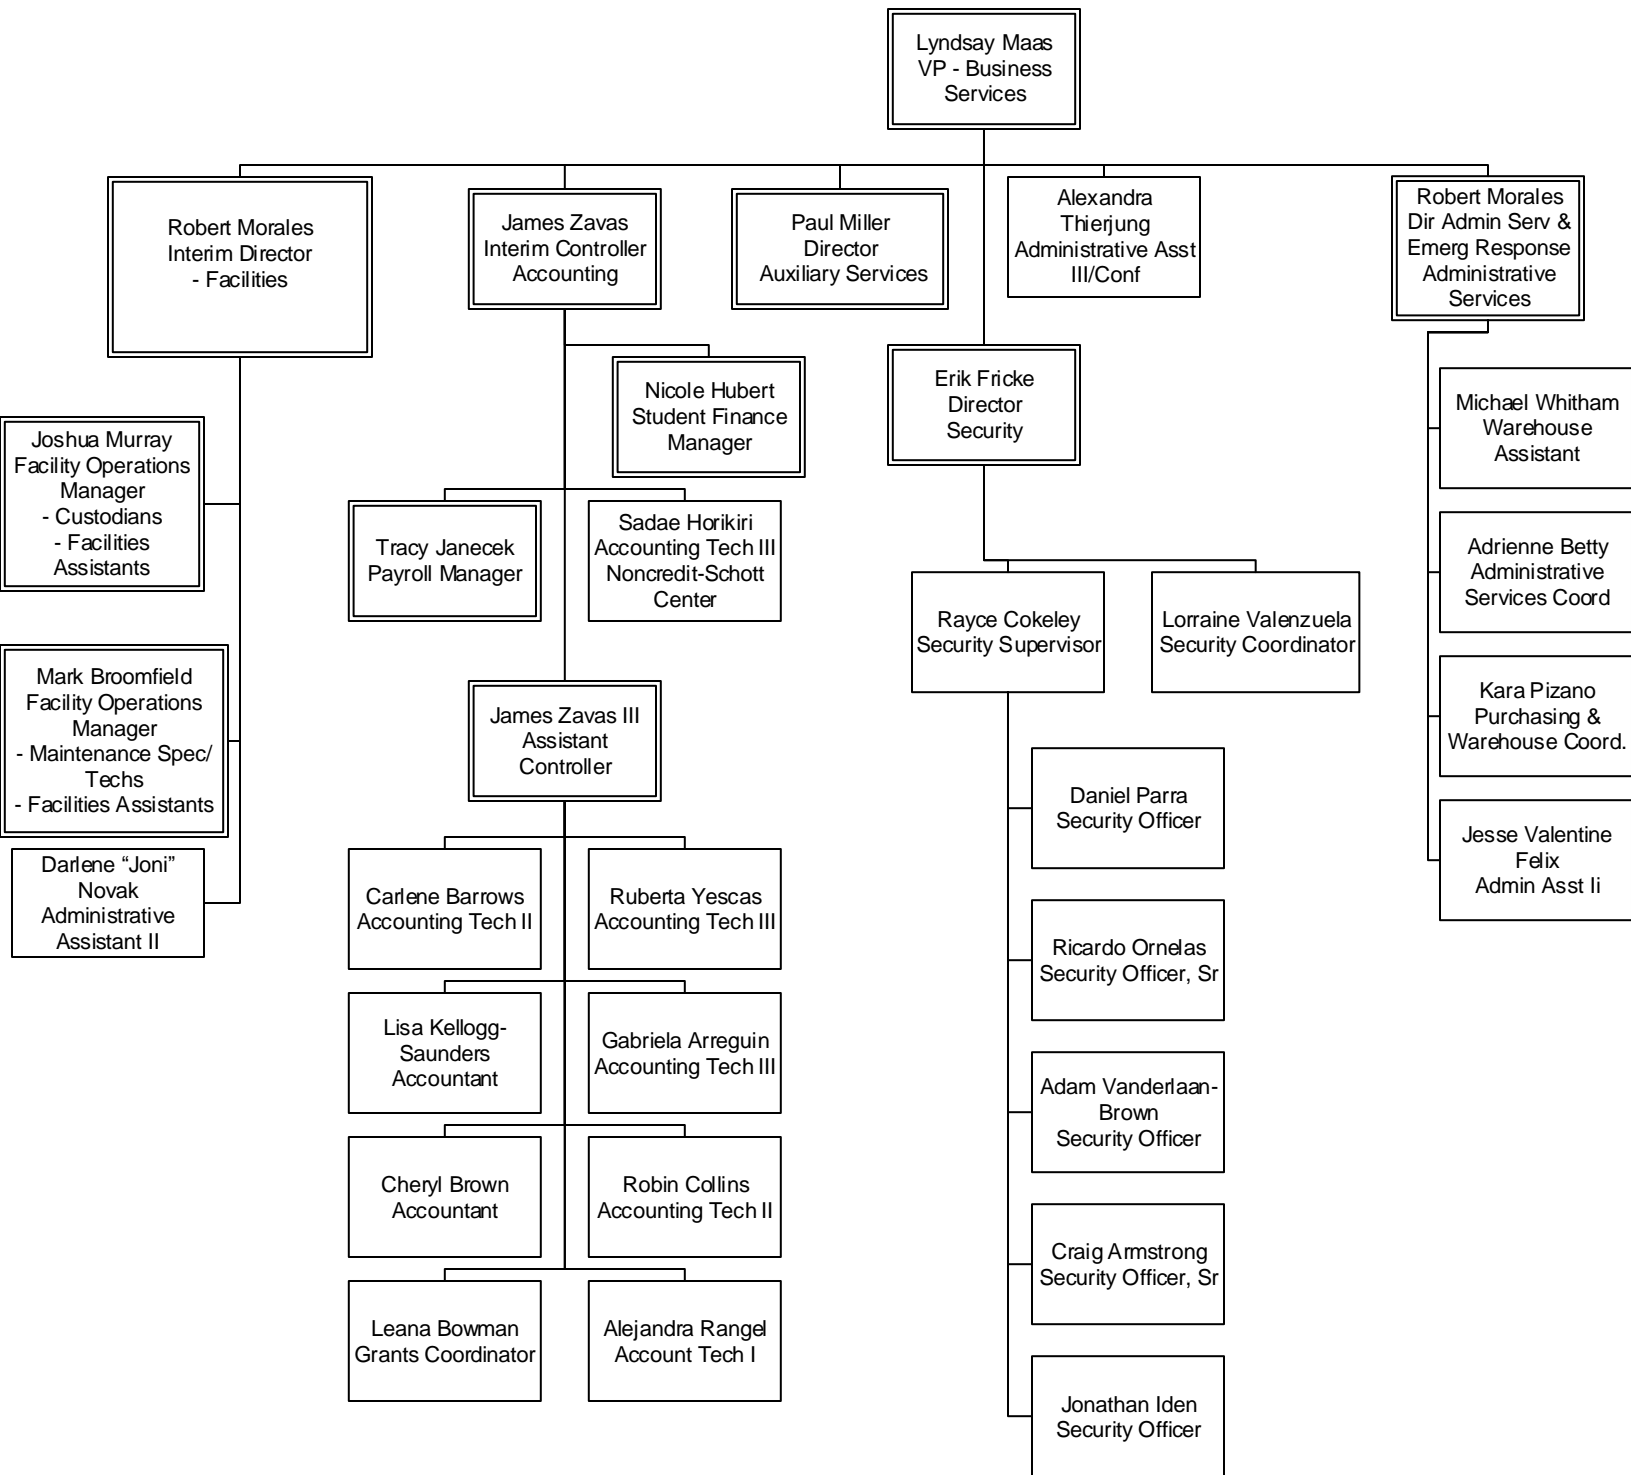 Lyndsay Maas
VP - Business
Services
Robert Morales
Interim Director
- Facilities
James Zavas
Interim Controller
Accounting
Paul Miller
Director
Auxiliary Services
Alexandra
Thierjung
Administrative Asst
III/Conf
Robert Morales
Dir Admin Serv &
Emerg Response
Administrative
Services
Nicole Hubert
Student Finance
Manager
Erik Fricke
Director
Security
Michael Whitham
Warehouse
Assistant
Joshua Murray
Facility Operations
Manager
- Custodians
- Facilities
Assistants
Tracy Janecek
Payroll Manager
Sadae Horikiri
Accounting Tech III
Noncredit-Schott
Center
Adrienne Betty
Administrative
Services Coord
Rayce Cokeley
Security Supervisor
Lorraine Valenzuela
Security Coordinator
Mark Broomfield
Facility Operations
Manager
- Maintenance Spec/
Techs
- Facilities Assistants
James Zavas III
Assistant
Controller
Kara Pizano
Purchasing &
Warehouse Coord.
Daniel Parra
Security Officer
Jesse Valentine
Felix
Admin Asst Ii
Darlene “Joni”
Novak
Administrative
Assistant II
Carlene Barrows
Accounting Tech II
Ruberta Yescas
Accounting Tech III
Ricardo Ornelas
Security Officer, Sr
Lisa Kellogg-
Saunders
Accountant
Gabriela Arreguin
Accounting Tech III
Adam Vanderlaan-
Brown
Security Officer
Cheryl Brown
Accountant
Robin Collins
Accounting Tech II
Craig Armstrong
Security Officer, Sr
Leana Bowman
Grants Coordinator
Alejandra Rangel
Account Tech I
Jonathan Iden
Security Officer